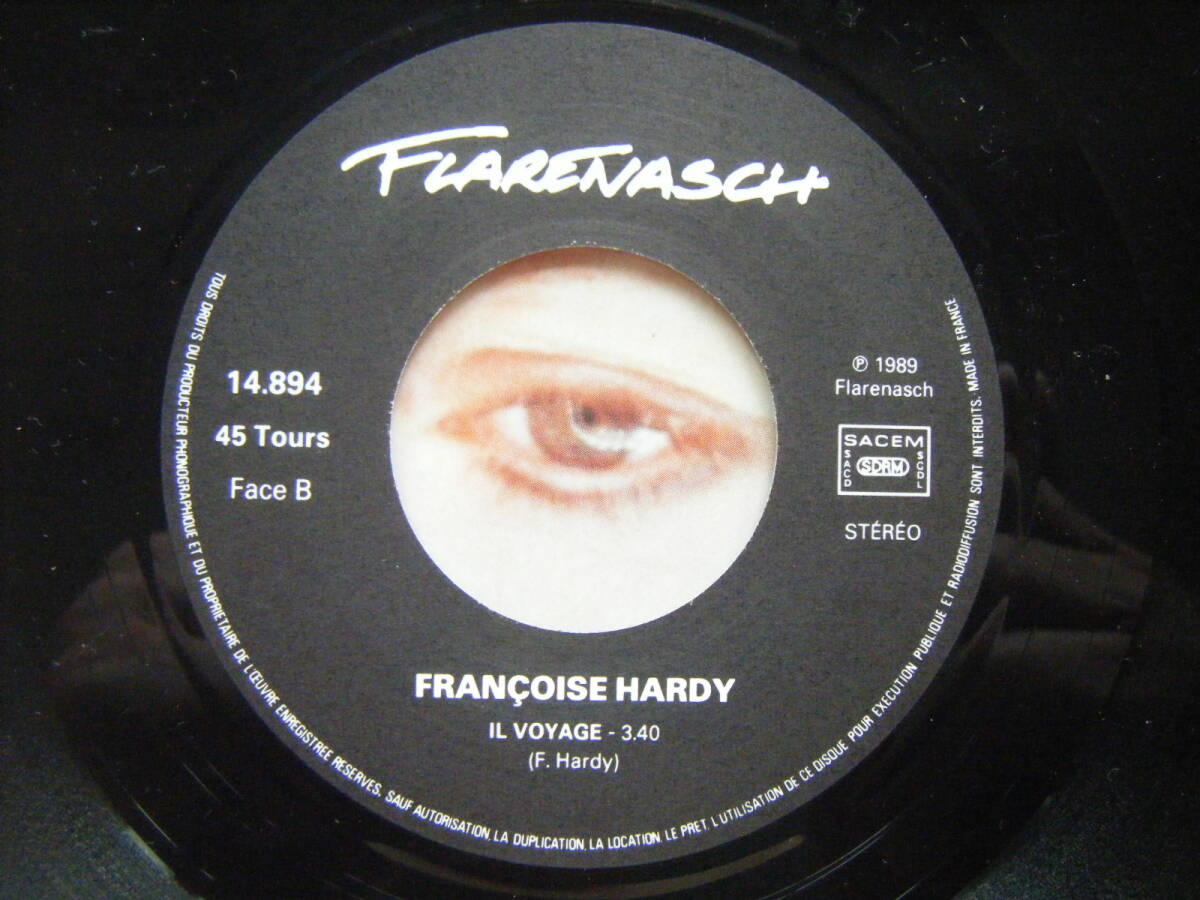 FLARENASCH
14.894
45 Tours
Face B
℗ 1989
Flarenasch
SACEM
SACD
SDRM
SGDL
STÉRÉO
FRANÇOISE HARDY
IL VOYAGE - 3.40
(F. Hardy)
TOUS DROITS DU PRODUCTEUR PHONOGRAPHIQUE ET DU PROPRIETAIRE DE L'ŒUVRE ENREGISTREE RESERVES, SAUF AUTORISATION, LA DUPLICATION, LA LOCATION, LE PRET, L'UTILISATION DE CE DISQUE POUR EXECUTION PUBLIQUE ET RADIODIFFUSION SONT INTERDITS. MADE IN FRANCE